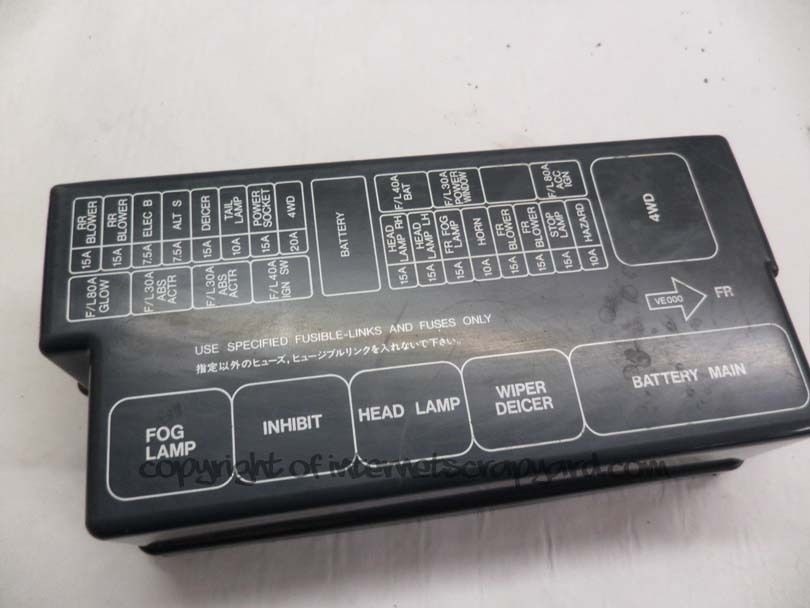 RR BLOWER 15A
RR BLOWER 15A
ELEC B 7.5A
ALT S 7.5A
DEICER 15A
TAIL LAMP 10A
POWER SOCKET 15A
4WD 20A
F/L80A
GLOW
F/L30A
ABS
ACTR
F/L30A
ABS
ACTR
F/L40A
IGN SW
BATTERY
F/L40A
BAT
F/L30A
POWER
WINDOW
F/L80A
ACC
IGN
HEAD LAMP RH 15A
HEAD LAMP LH 15A
FR FOG LAMP 15A
HORN 10A
FR BLOWER 15A
FR BLOWER 15A
STOP LAMP 15A
HAZARD 10A
4WD
VE000
FR
USE SPECIFIED FUSIBLE-LINKS AND FUSES ONLY
指定以外のヒューズ,ヒュージブルリンクを入れないで下さい。
FOG
LAMP
INHIBIT
HEAD LAMP
WIPER
DEICER
BATTERY MAIN
copyright of internetscrapyard.com